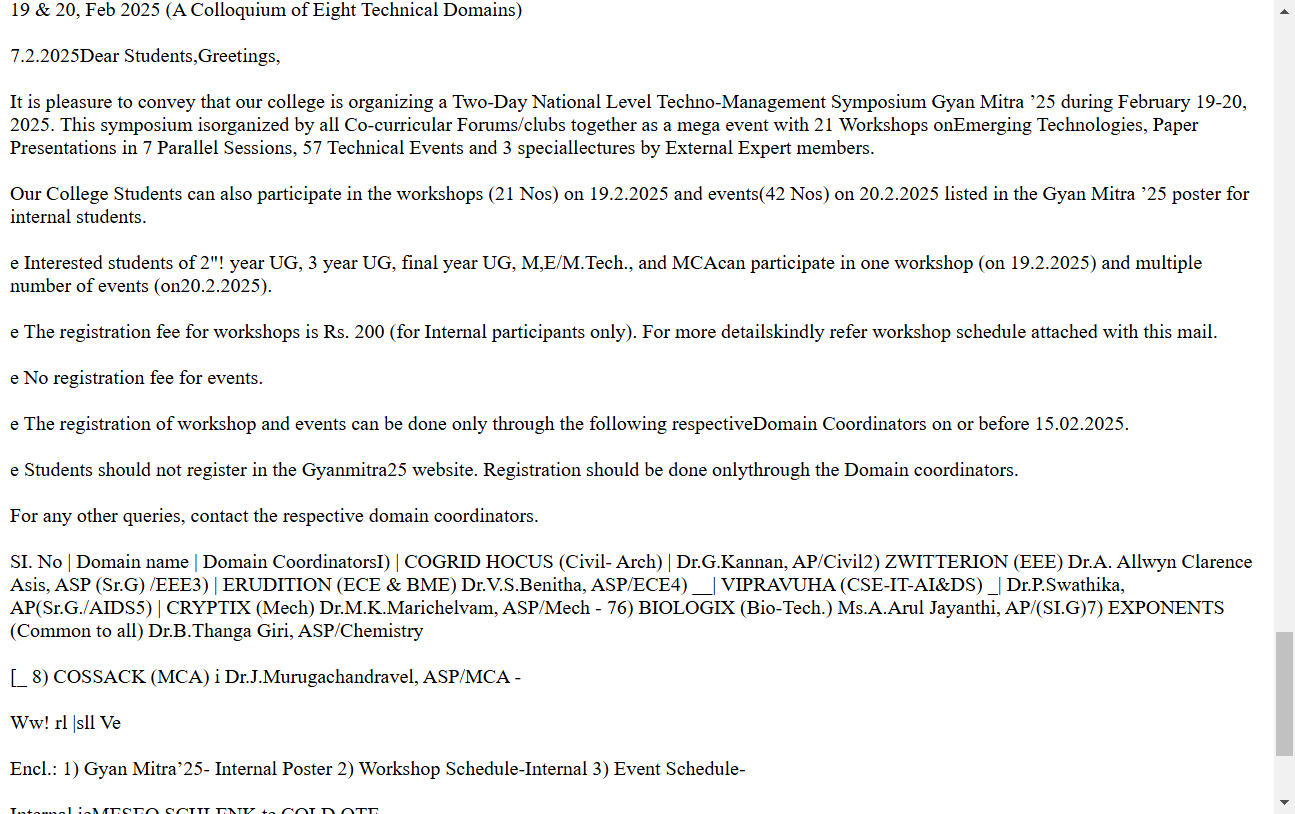 19 & 20, Feb 2025 (A Colloquium of Eight Technical Domains)
7.2.2025Dear Students,Greetings,
It is pleasure to convey that our college is organizing a Two-Day National Level Techno-Management Symposium Gyan Mitra ’25 during February 19-20,
2025. This symposium isorganized by all Co-curricular Forums/clubs together as a mega event with 21 Workshops onEmerging Technologies, Paper
Presentations in 7 Parallel Sessions, 57 Technical Events and 3 speciallectures by External Expert members.
Our College Students can also participate in the workshops (21 Nos) on 19.2.2025 and events(42 Nos) on 20.2.2025 listed in the Gyan Mitra ’25 poster for
internal students.
e Interested students of 2"! year UG, 3 year UG, final year UG, M,E/M.Tech., and MCAcan participate in one workshop (on 19.2.2025) and multiple
number of events (on20.2.2025).
e The registration fee for workshops is Rs. 200 (for Internal participants only). For more detailskindly refer workshop schedule attached with this mail.
e No registration fee for events.
e The registration of workshop and events can be done only through the following respectiveDomain Coordinators on or before 15.02.2025.
e Students should not register in the Gyanmitra25 website. Registration should be done onlythrough the Domain coordinators.
For any other queries, contact the respective domain coordinators.
SI. No | Domain name | Domain CoordinatorsI) | COGRID HOCUS (Civil- Arch) | Dr.G.Kannan, AP/Civil2) ZWITTERION (EEE) Dr.A. Allwyn Clarence
Asis, ASP (Sr.G) /EEE3) | ERUDITION (ECE & BME) Dr.V.S.Benitha, ASP/ECE4) __| VIPRAVUHA (CSE-IT-AI&DS) _| Dr.P.Swathika,
AP(Sr.G./AIDS5) | CRYPTIX (Mech) Dr.M.K.Marichelvam, ASP/Mech - 76) BIOLOGIX (Bio-Tech.) Ms.A.Arul Jayanthi, AP/(SI.G)7) EXPONENTS
(Common to all) Dr.B.Thanga Giri, ASP/Chemistry
[_ 8) COSSACK (MCA) i Dr.J.Murugachandravel, ASP/MCA -
Ww! rl |sll Ve
Encl.: 1) Gyan Mitra’25- Internal Poster 2) Workshop Schedule-Internal 3) Event Schedule-